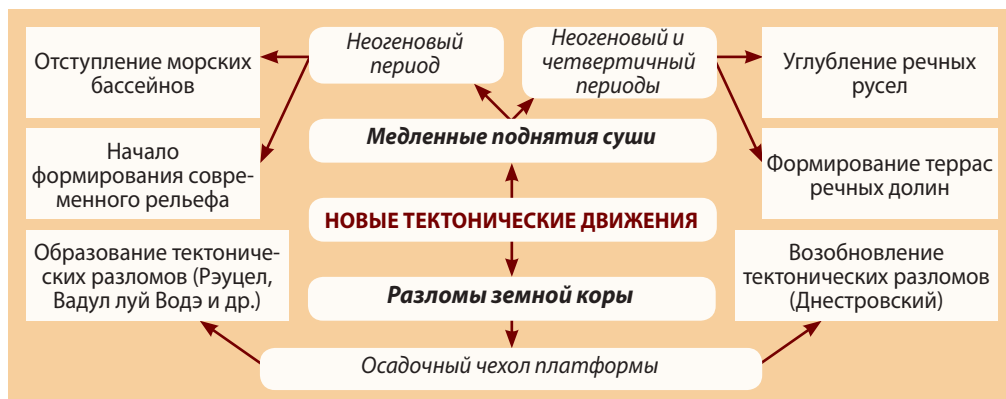 Отступление морских
бассейнов
Неогеновый
период
Неогеновый и
четвертичный
периоды
Углубление речных
русел
Медленные поднятия суши
Начало
формирования совре-
менного рельефа
Формирование террас
речных долин
НОВЫЕ ТЕКТОНИЧЕСКИЕ ДВИЖЕНИЯ
Образование тектониче-
ских разломов (Рэуцел,
Вадул луй Водэ и др.)
Разломы земной коры
Возобновление
тектонических разломов
(Днестровский)
Осадочный чехол платформы